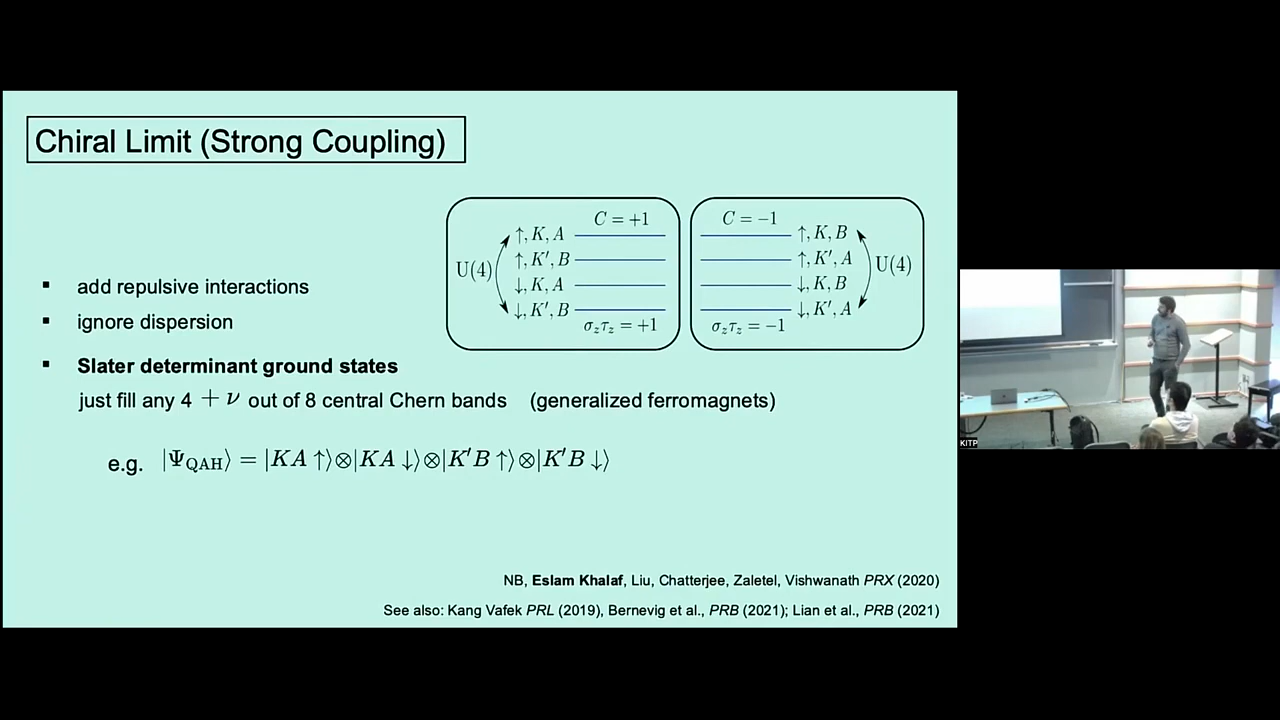 Chiral Limit (Strong Coupling)
C = +1
↑, K, A
↑, K′, B
↓, K, A
↓, K′, B
U(4)
σ_zτ_z = +1
C = −1
↑, K, B
↑, K′, A
↓, K, B
↓, K′, A
U(4)
σ_zτ_z = −1
▪ add repulsive interactions
▪ ignore dispersion
▪ Slater determinant ground states
just fill any 4 + ν out of 8 central Chern bands (generalized ferromagnets)
e.g. |Ψ_QAH⟩ = |KA ↑⟩⊗|KA ↓⟩⊗|K′B ↑⟩⊗|K′B ↓⟩
NB, Eslam Khalaf, Liu, Chatterjee, Zaletel, Vishwanath PRX (2020)
See also: Kang Vafek PRL (2019), Bernevig et al., PRB (2021); Lian et al., PRB (2021)
KITP